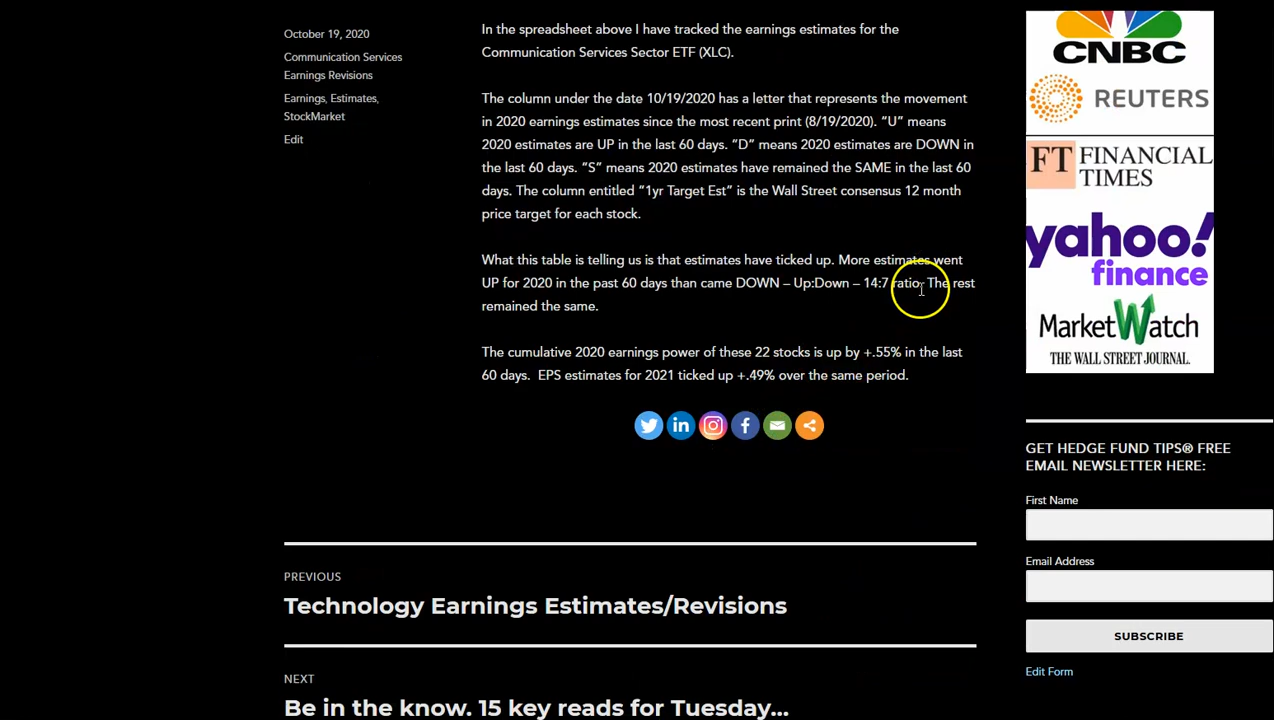 October 19, 2020
Communication Services
Earnings Revisions
Earnings, Estimates,
StockMarket
Edit
In the spreadsheet above I have tracked the earnings estimates for the
Communication Services Sector ETF (XLC).
The column under the date 10/19/2020 has a letter that represents the movement
in 2020 earnings estimates since the most recent print (8/19/2020). “U” means
2020 estimates are UP in the last 60 days. “D” means 2020 estimates are DOWN in
the last 60 days. “S” means 2020 estimates have remained the SAME in the last 60
days. The column entitled “1yr Target Est” is the Wall Street consensus 12 month
price target for each stock.
What this table is telling us is that estimates have ticked up. More estimates went
UP for 2020 in the past 60 days than came DOWN – Up:Down – 14:7 ratio. The rest
remained the same.
The cumulative 2020 earnings power of these 22 stocks is up by +.55% in the last
60 days. EPS estimates for 2021 ticked up +.49% over the same period.
PREVIOUS
Technology Earnings Estimates/Revisions
NEXT
Be in the know. 15 key reads for Tuesday...
CNBC
REUTERS
FT FINANCIAL
TIMES
yahoo!
finance
MarketWatch
THE WALL STREET JOURNAL.
GET HEDGE FUND TIPS® FREE
EMAIL NEWSLETTER HERE:
First Name
Email Address
SUBSCRIBE
Edit Form